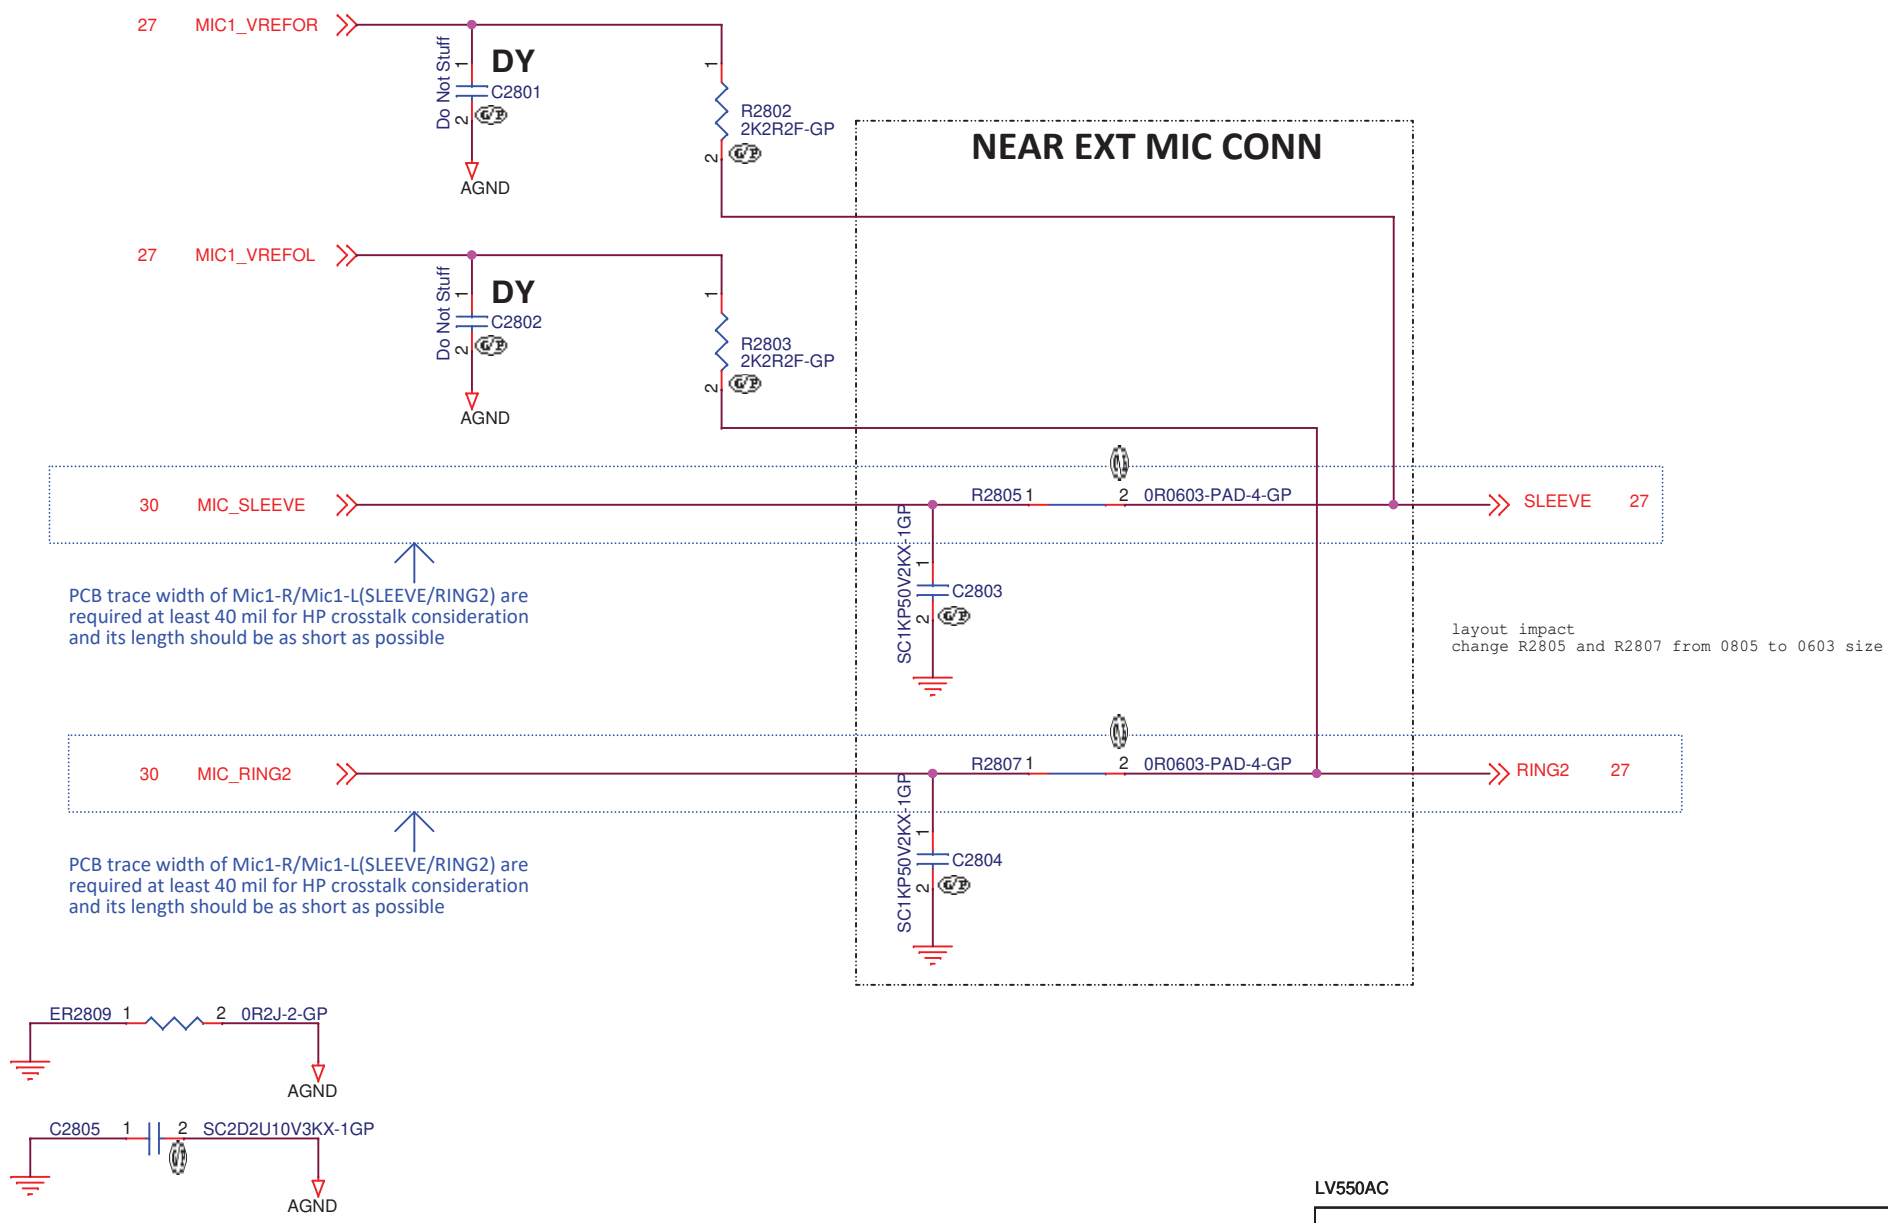 27 MIC1_VREFOR
Do Not Stuff
1
DY
C2801
2
G/P
AGND
1
R2802
2K2R2F-GP
2
G/P
NEAR EXT MIC CONN
27 MIC1_VREFOL
Do Not Stuff
1
DY
C2802
2
G/P
AGND
1
R2803
2K2R2F-GP
2
G/P
30 MIC_SLEEVE
R2805 1 2 0R0603-PAD-4-GP
SLEEVE 27
PCB trace width of Mic1-R/Mic1-L(SLEEVE/RING2) are
required at least 40 mil for HP crosstalk consideration
and its length should be as short as possible
SC1KP50V2KX-1GP
1
C2803
2
G/P
layout impact
change R2805 and R2807 from 0805 to 0603 size
30 MIC_RING2
R2807 1 2 0R0603-PAD-4-GP
RING2 27
PCB trace width of Mic1-R/Mic1-L(SLEEVE/RING2) are
required at least 40 mil for HP crosstalk consideration
and its length should be as short as possible
SC1KP50V2KX-1GP
1
C2804
2
G/P
ER2809 1 2 0R2J-2-GP
AGND
C2805 1 2 SC2D2U10V3KX-1GP
G/P
AGND
LV550AC